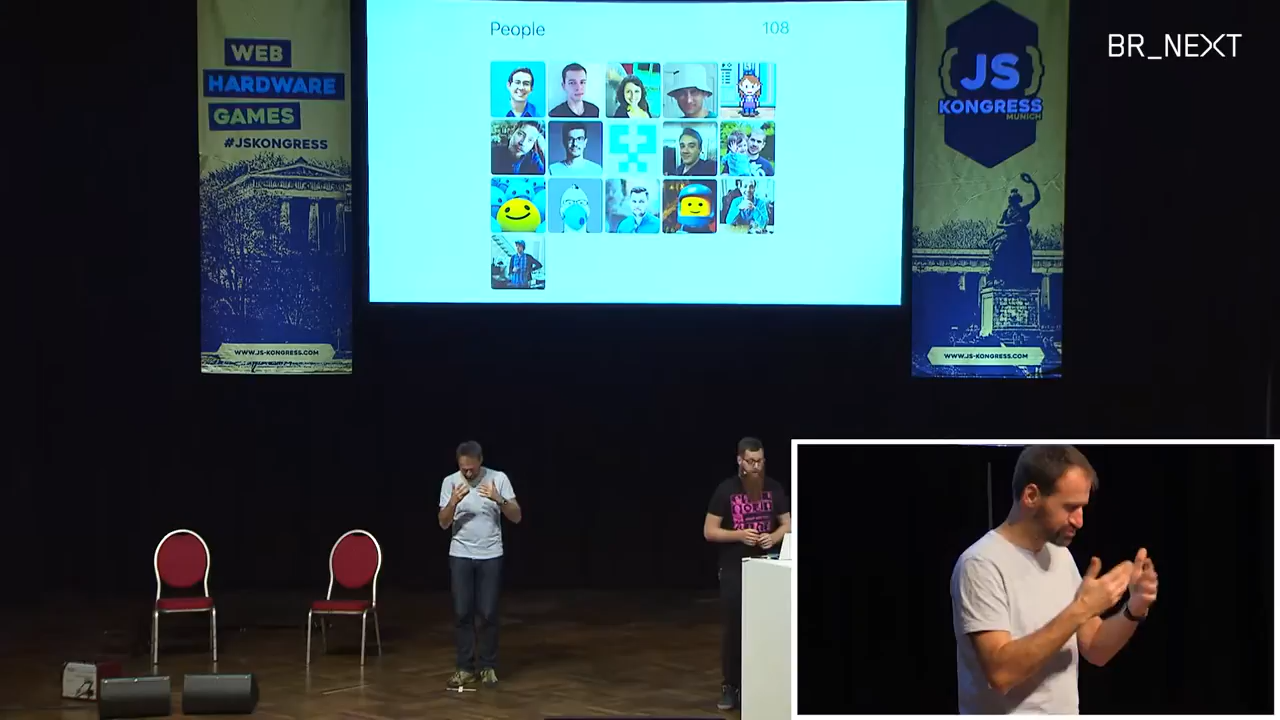 WEB
HARDWARE
GAMES
#JSKONGRESS
WWW.JS-KONGRESS.COM
People 108
BR_NEXT
{JS}
KONGRESS
MUNICH
WWW.JS-KONGRESS.COM